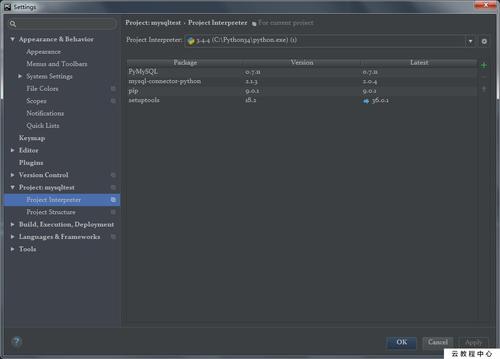 Settings
Project: mysqltest › Project Interpreter
For current project
Appearance & Behavior
Appearance
Menus and Toolbars
System Settings
File Colors
Scopes
Notifications
Quick Lists
Keymap
Editor
Plugins
Version Control
Project: mysqltest
Project Interpreter
Project Structure
Build, Execution, Deployment
Languages & Frameworks
Tools
Project Interpreter: 3.4.4 (C:\Python34\python.exe) (1)
Package Version Latest
PyMySQL 0.7.11 0.7.11
mysql-connector-python 2.1.3 2.0.4
pip 9.0.1 9.0.1
setuptools 18.2 36.0.1
OK Cancel Apply
云教程中心